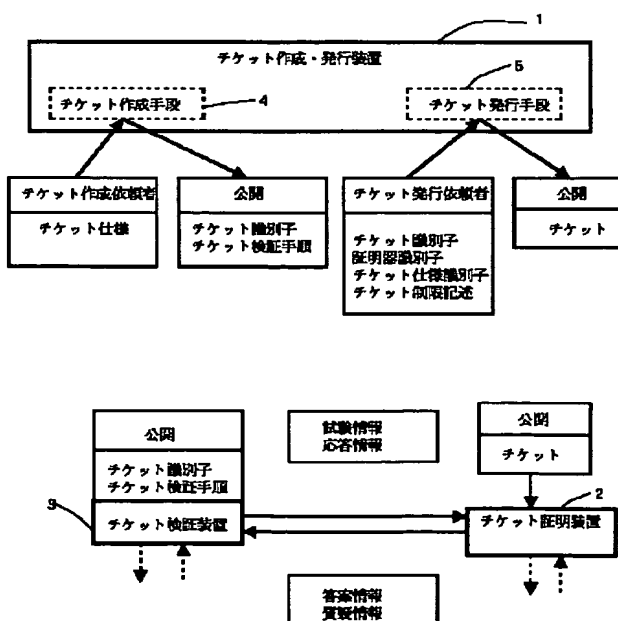 1
チケット作成・発行装置
5
チケット作成手段
4
チケット発行手段
チケット作成依頼者
チケット仕様
公開
チケット識別子
チケット検証手順
チケット発行依頼者
チケット識別子
証明器識別子
チケット仕様識別子
チケット制限記述
公開
チケット
公開
チケット識別子
チケット検証手順
3
チケット検証装置
試験情報
応答情報
公開
チケット
2
チケット証明装置
答案情報
質疑情報